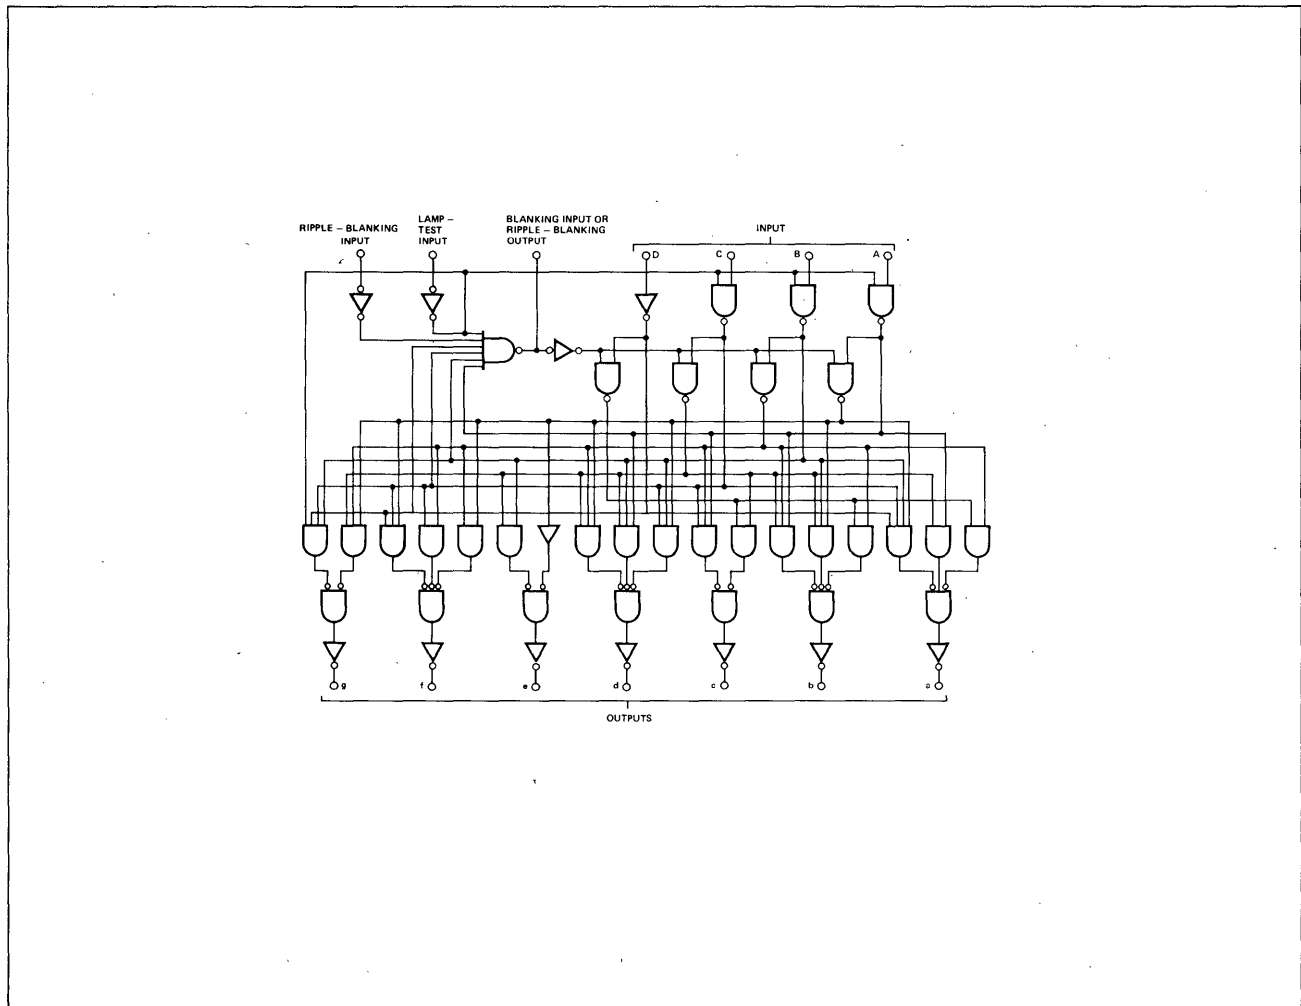 RIPPLE – BLANKING
INPUT
LAMP –
TEST
INPUT
BLANKING INPUT OR
RIPPLE – BLANKING
OUTPUT
INPUT
D
C
B
A
g
f
e
d
c
b
a
OUTPUTS